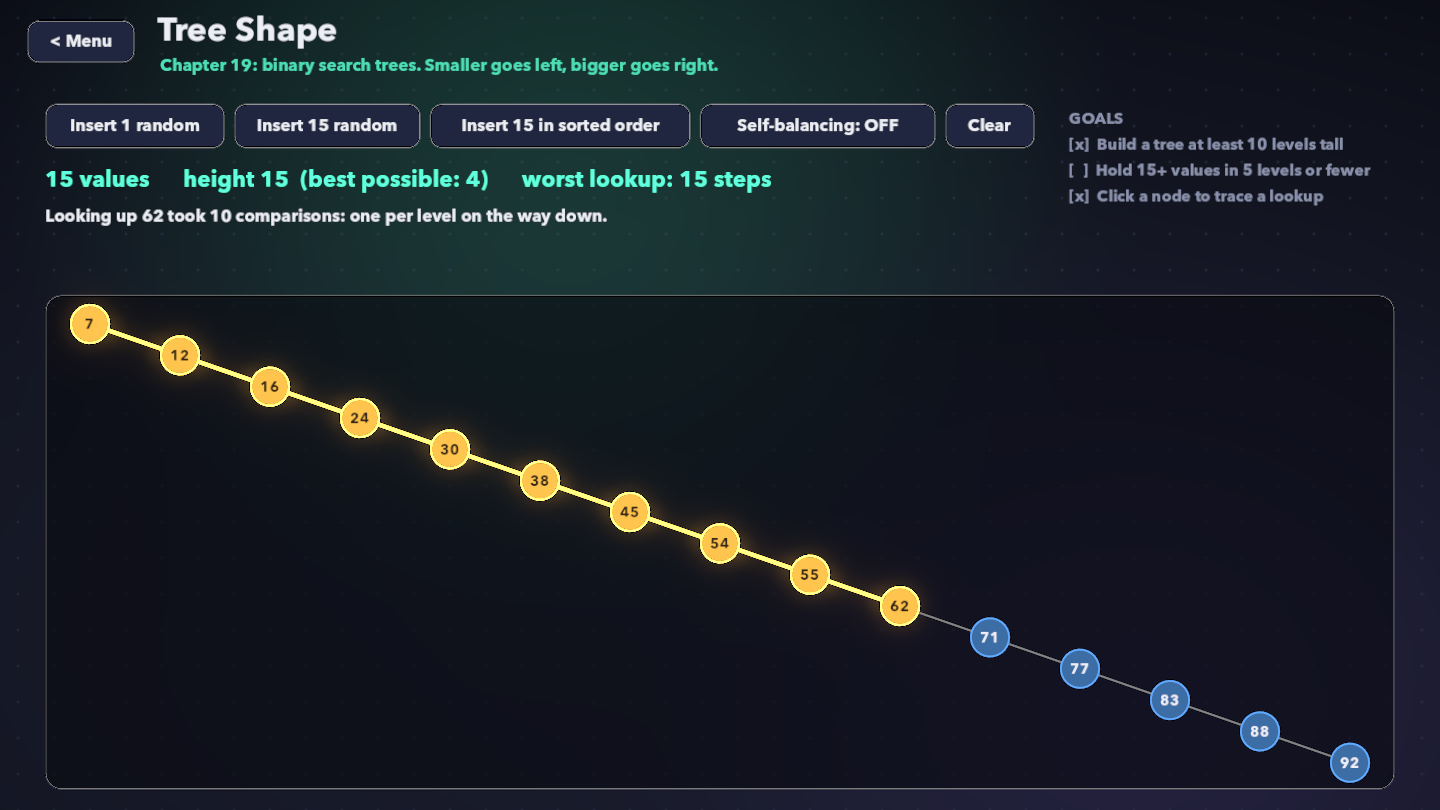 < Menu
Tree Shape
Chapter 19: binary search trees. Smaller goes left, bigger goes right.
Insert 1 random
Insert 15 random
Insert 15 in sorted order
Self-balancing: OFF
Clear
GOALS
[x] Build a tree at least 10 levels tall
[ ] Hold 15+ values in 5 levels or fewer
[x] Click a node to trace a lookup
15 values height 15 (best possible: 4) worst lookup: 15 steps
Looking up 62 took 10 comparisons: one per level on the way down.
7
12
16
24
30
38
45
54
55
62
71
77
83
88
92